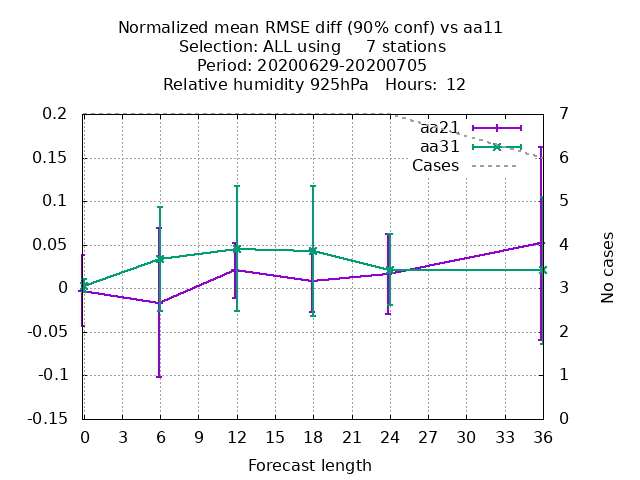 Normalized mean RMSE diff (90% conf) vs aa11
Selection: ALL using     7 stations
Period: 20200629-20200705
Relative humidity 925hPa   Hours:  12
0.2
0.15
0.1
0.05
0
-0.05
-0.1
-0.15
7
6
5
4
3
2
1
0
aa21
aa31
Cases
No cases
0 3 6 9 12 15 18 21 24 27 30 33 36
Forecast length